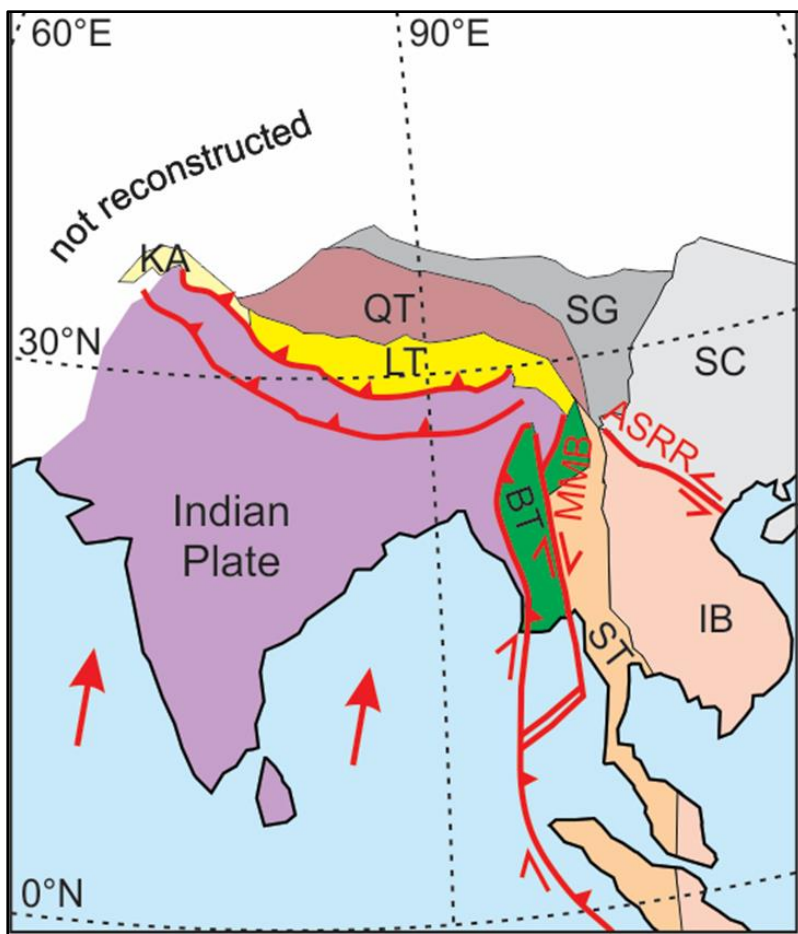 60°E
90°E
not reconstructed
KA
QT
SG
30°N
LT
SC
ASRR
MMB
BT
Indian
Plate
IB
ST
0°N